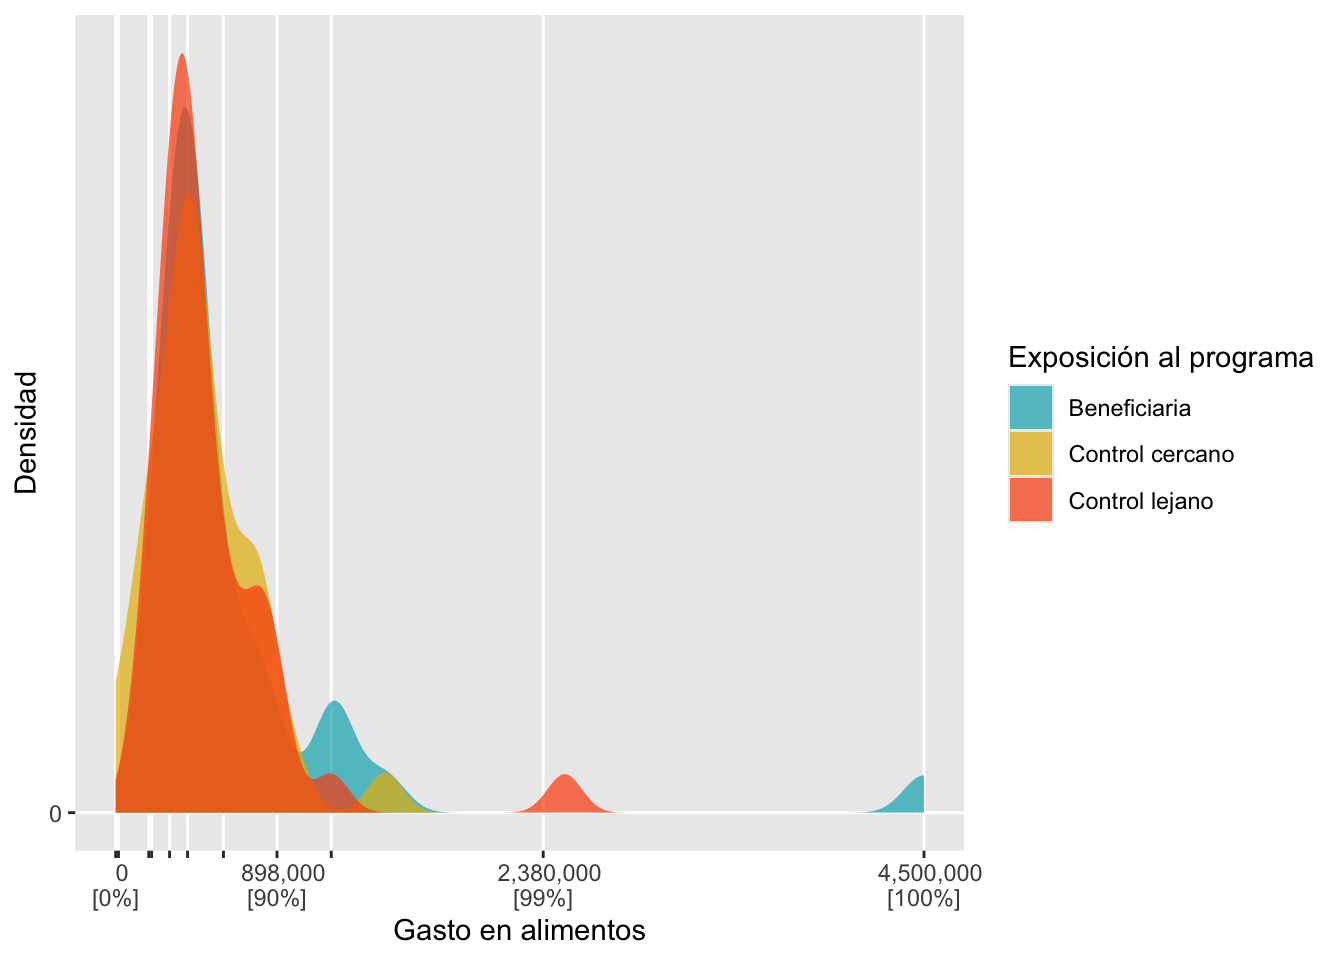 Densidad
0
0
[0%]
898,000
[90%]
2,380,000
[99%]
4,500,000
[100%]
Gasto en alimentos
Exposición al programa
Beneficiaria
Control cercano
Control lejano